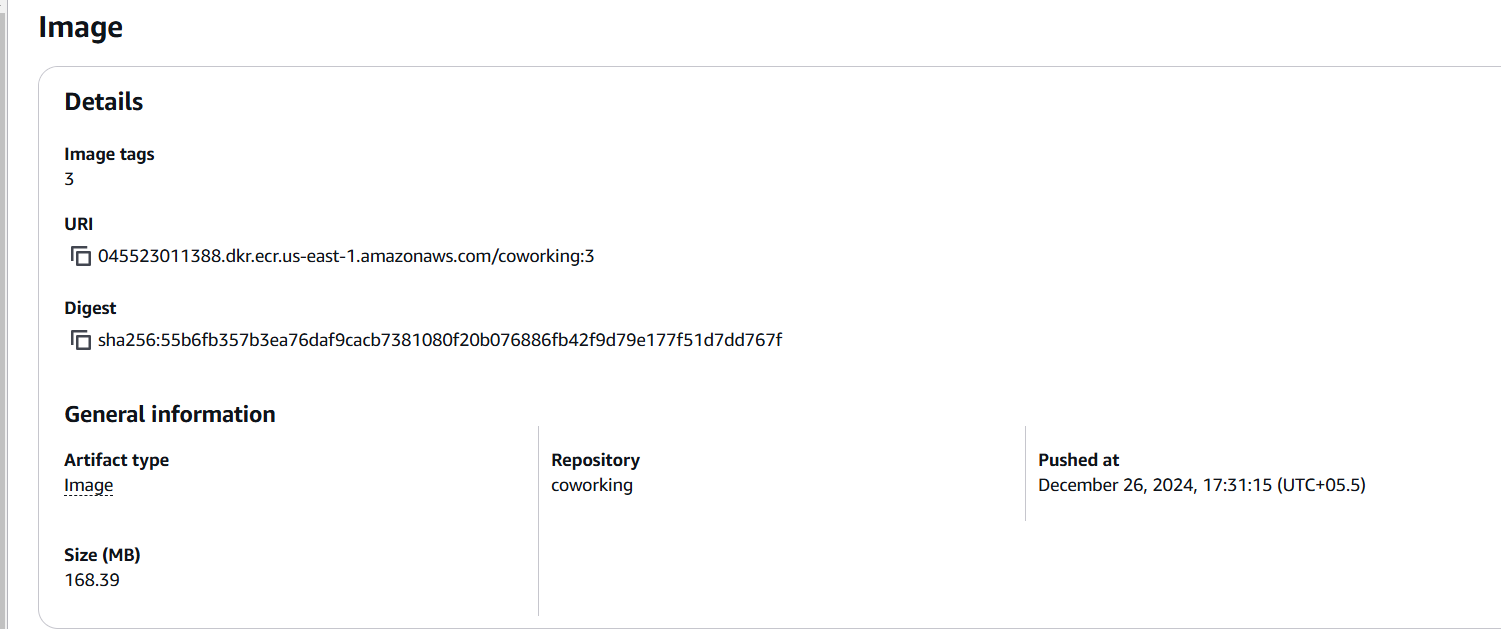 Image
Details
Image tags
3
URI
045523011388.dkr.ecr.us-east-1.amazonaws.com/coworking:3
Digest
sha256:55b6fb357b3ea76daf9cacb7381080f20b076886fb42f9d79e177f51d7dd767f
General information
Artifact type
Image
Repository
coworking
Pushed at
December 26, 2024, 17:31:15 (UTC+05.5)
Size (MB)
168.39